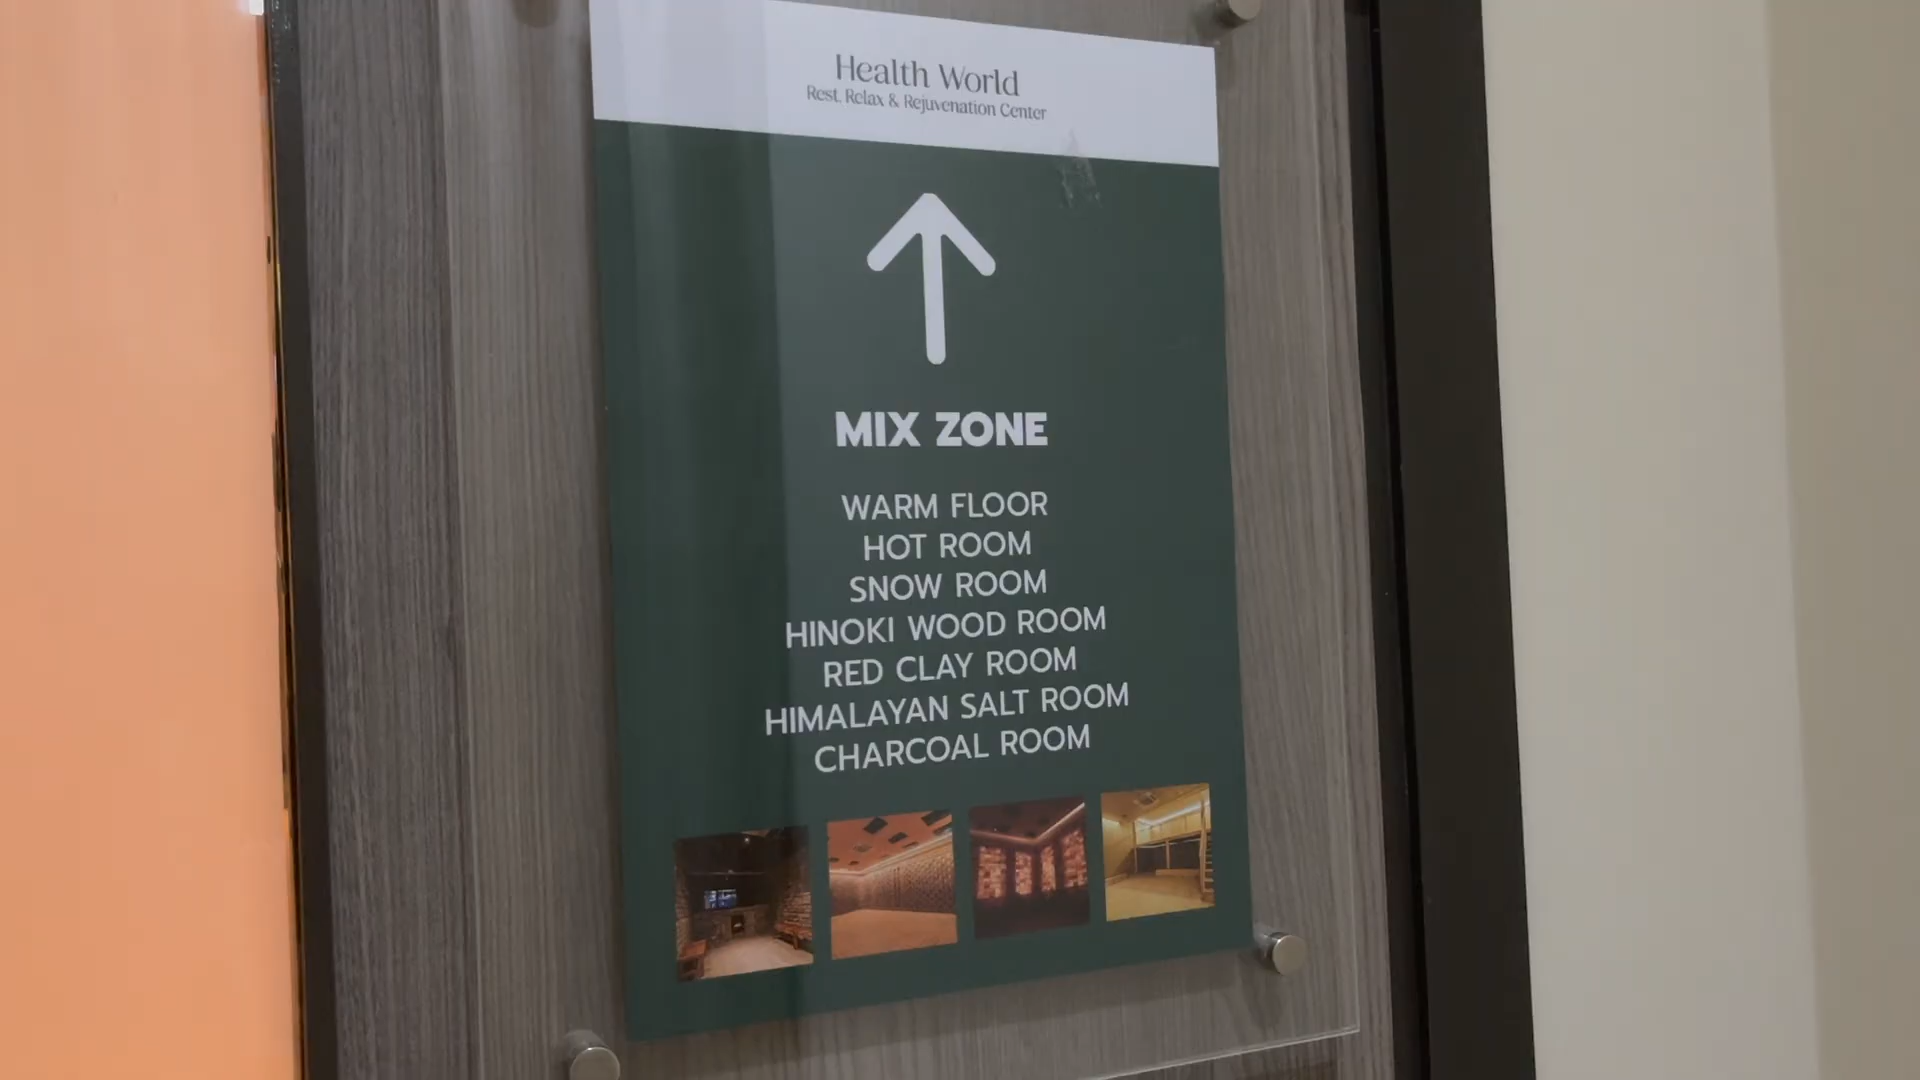 Health World
Rest, Relax & Rejuvenation Center
MIX ZONE
WARM FLOOR
HOT ROOM
SNOW ROOM
HINOKI WOOD ROOM
RED CLAY ROOM
HIMALAYAN SALT ROOM
CHARCOAL ROOM